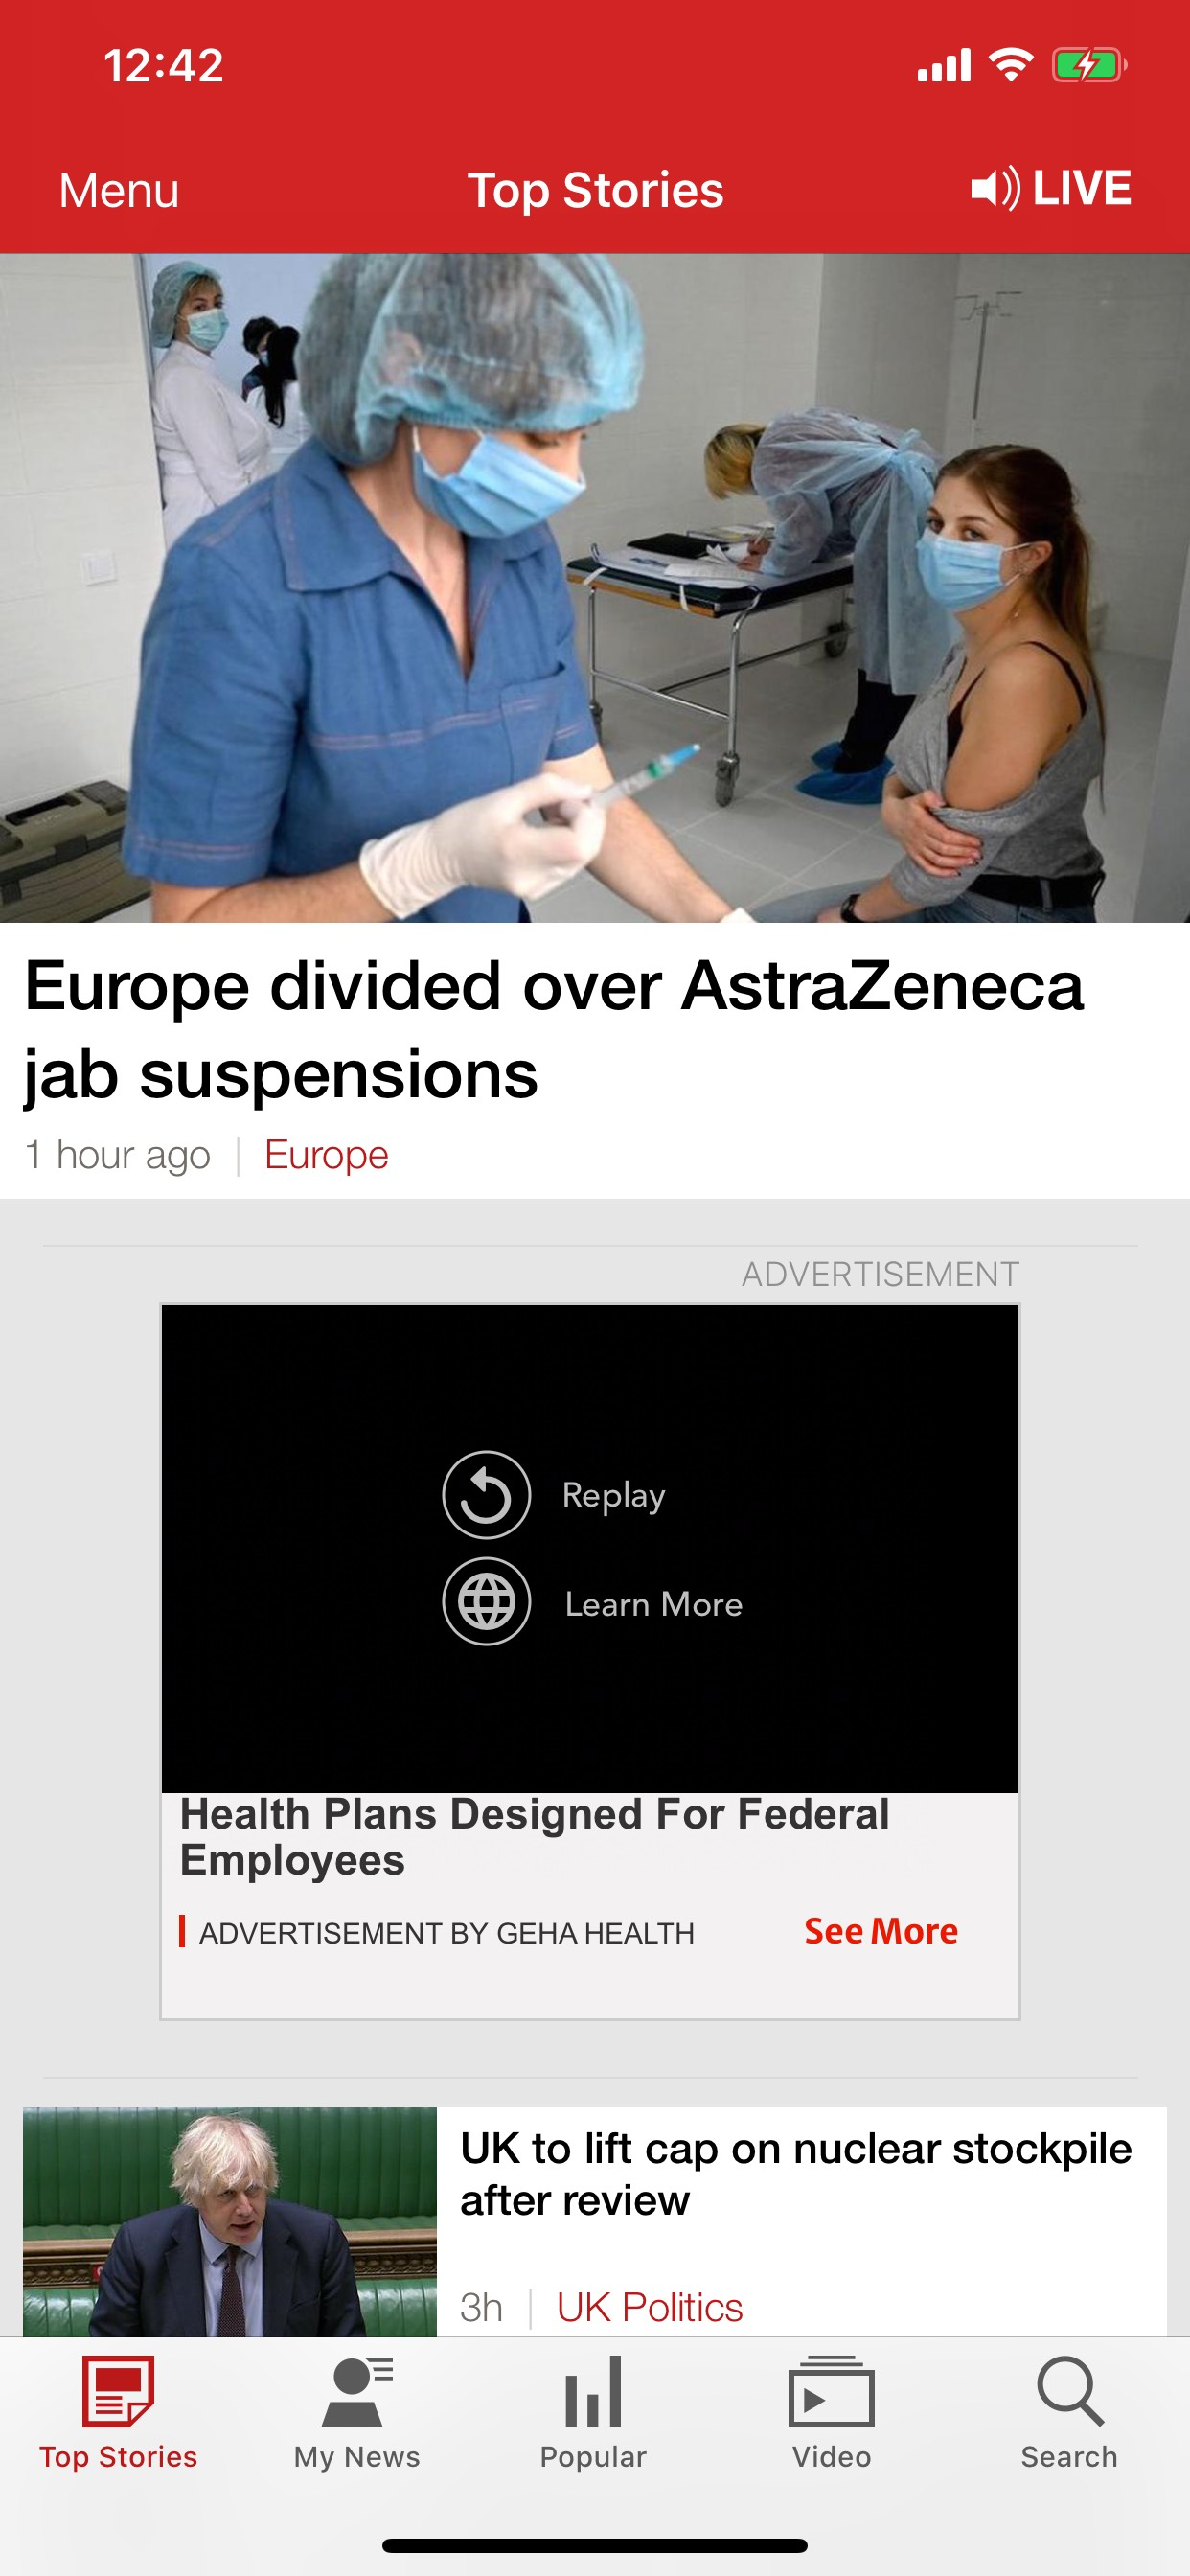 12:42
Menu
Top Stories
LIVE
Europe divided over AstraZeneca
jab suspensions
1 hour ago
Europe
ADVERTISEMENT
Replay
Learn More
Health Plans Designed For Federal
Employees
ADVERTISEMENT BY GEHA HEALTH
See More
UK to lift cap on nuclear stockpile
after review
3h
UK Politics
Top Stories
My News
Popular
Video
Search